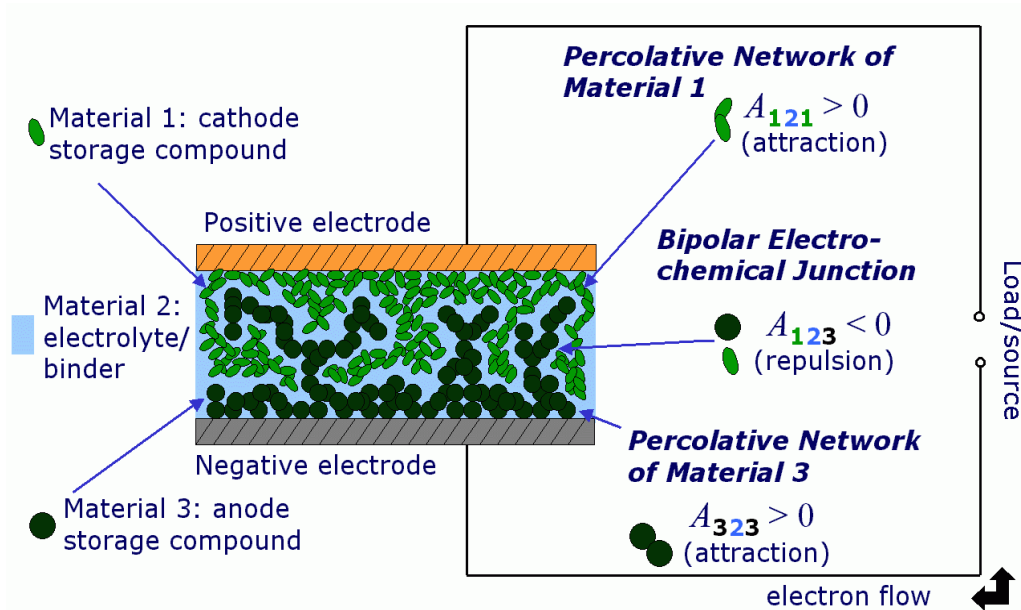 Percolative Network of
Material 1
A121 > 0
(attraction)
Material 1: cathode
storage compound
Positive electrode
Bipolar Electro-
chemical Junction
A123 < 0
(repulsion)
Material 2:
electrolyte/
binder
Load/source
Negative electrode
Percolative Network
of Material 3
A323 > 0
(attraction)
Material 3: anode
storage compound
electron flow